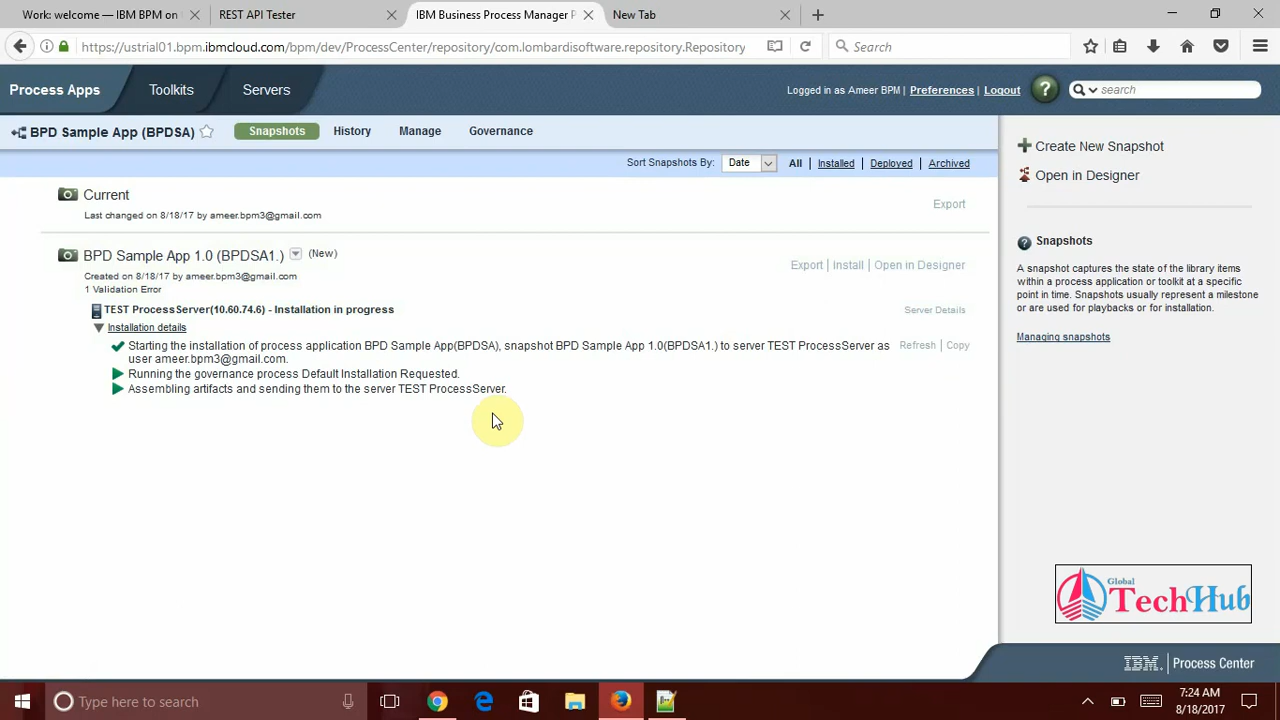 Work: welcome — IBM BPM on
REST API Tester
IBM Business Process Manager P
New Tab
https://ustrial01.bpm.ibmcloud.com/bpm/dev/ProcessCenter/repository/com.lombardisoftware.repository.Repository
Search
Process Apps
Toolkits
Servers
Logged in as Ameer BPM | Preferences | Logout
?
search
BPD Sample App (BPDSA)
Snapshots
History
Manage
Governance
Create New Snapshot
Sort Snapshots By: Date All | Installed | Deployed | Archived
Open in Designer
Current
Export
Last changed on 8/18/17 by ameer.bpm3@gmail.com
Snapshots
BPD Sample App 1.0 (BPDSA1.) (New)
Export | Install | Open in Designer
Created on 8/18/17 by ameer.bpm3@gmail.com
1 Validation Error
A snapshot captures the state of the library items
within a process application or toolkit at a specific
point in time. Snapshots usually represent a milestone
or are used for playbacks or for installation.
TEST ProcessServer(10.60.74.6) - Installation in progress
Server Details
Installation details
Managing snapshots
Starting the installation of process application BPD Sample App(BPDSA), snapshot BPD Sample App 1.0(BPDSA1.) to server TEST ProcessServer as
user ameer.bpm3@gmail.com.
Refresh | Copy
Running the governance process Default Installation Requested.
Assembling artifacts and sending them to the server TEST ProcessServer.
Global
TechHub
IBM. Process Center
Type here to search
7:24 AM
8/18/2017